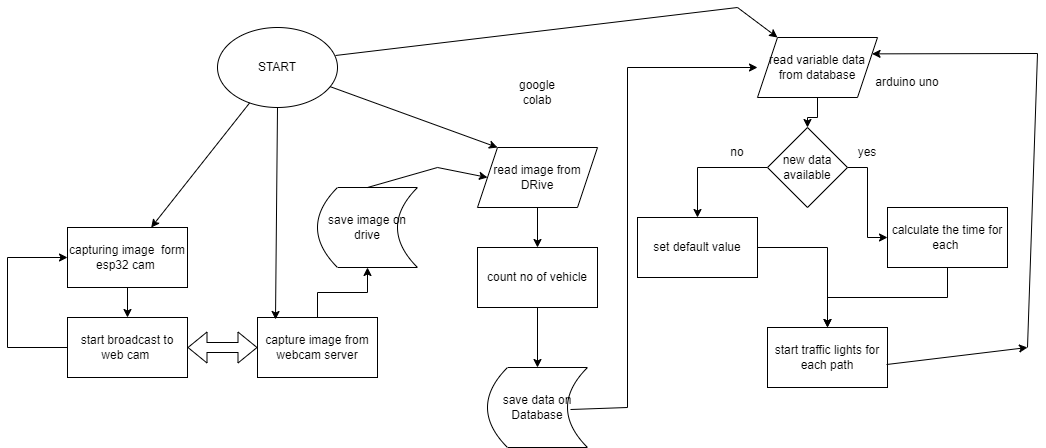 START
read variable data
from database
arduino uno
google
colab
no
new data
available
yes
read image from
DRive
save image on
drive
capturing image  form
esp32 cam
set default value
calculate the time for
each
count no of vehicle
start broadcast to
web cam
capture image from
webcam server
start traffic lights for
each path
save data on
Database